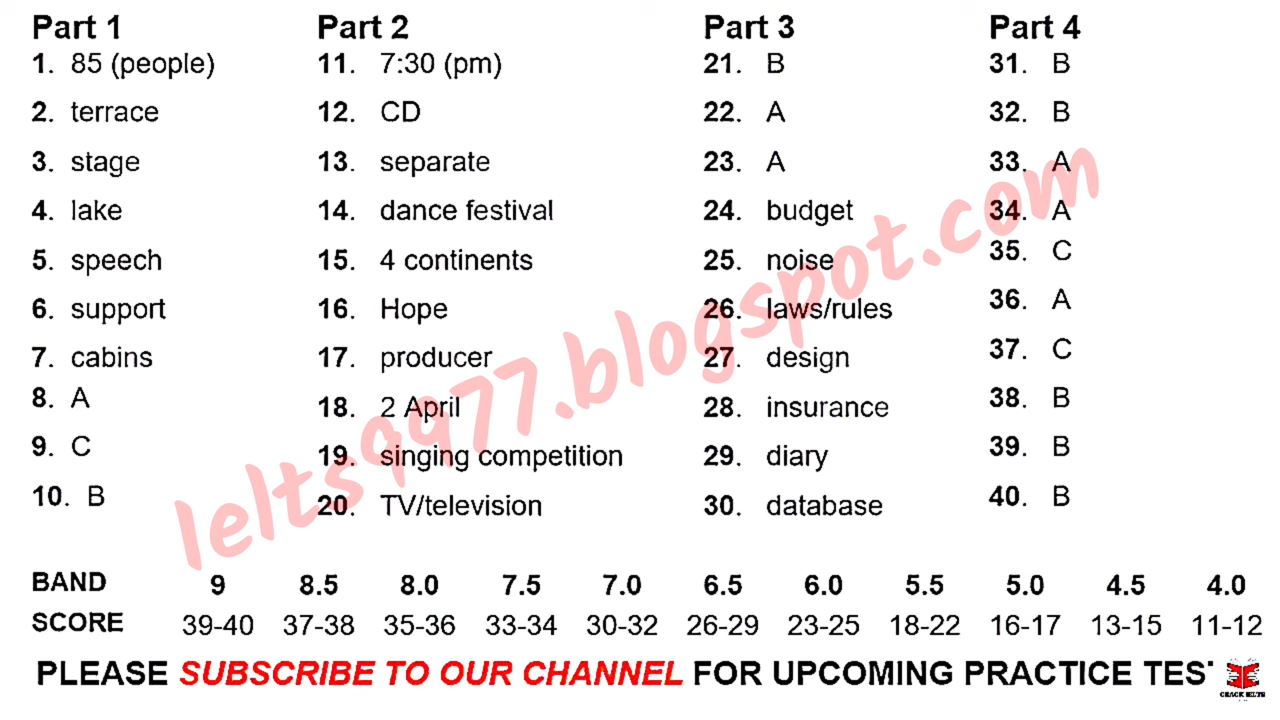 Part 1
1. 85 (people)
2. terrace
3. stage
4. lake
5. speech
6. support
7. cabins
8. A
9. C
10. B
Part 2
11. 7:30 (pm)
12. CD
13. separate
14. dance festival
15. 4 continents
16. Hope
17. producer
18. 2 April
19. singing competition
20. TV/television
Part 3
21. B
22. A
23. A
24. budget
25. noise
26. laws/rules
27. design
28. insurance
29. diary
30. database
Part 4
31. B
32. B
33. A
34. A
35. C
36. A
37. C
38. B
39. B
40. B
Ielts9977.blogspot.com
BAND 9 8.5 8.0 7.5 7.0 6.5 6.0 5.5 5.0 4.5 4.0
SCORE 39-40 37-38 35-36 33-34 30-32 26-29 23-25 18-22 16-17 13-15 11-12
PLEASE SUBSCRIBE TO OUR CHANNEL FOR UPCOMING PRACTICE TES
CRACK IELTS